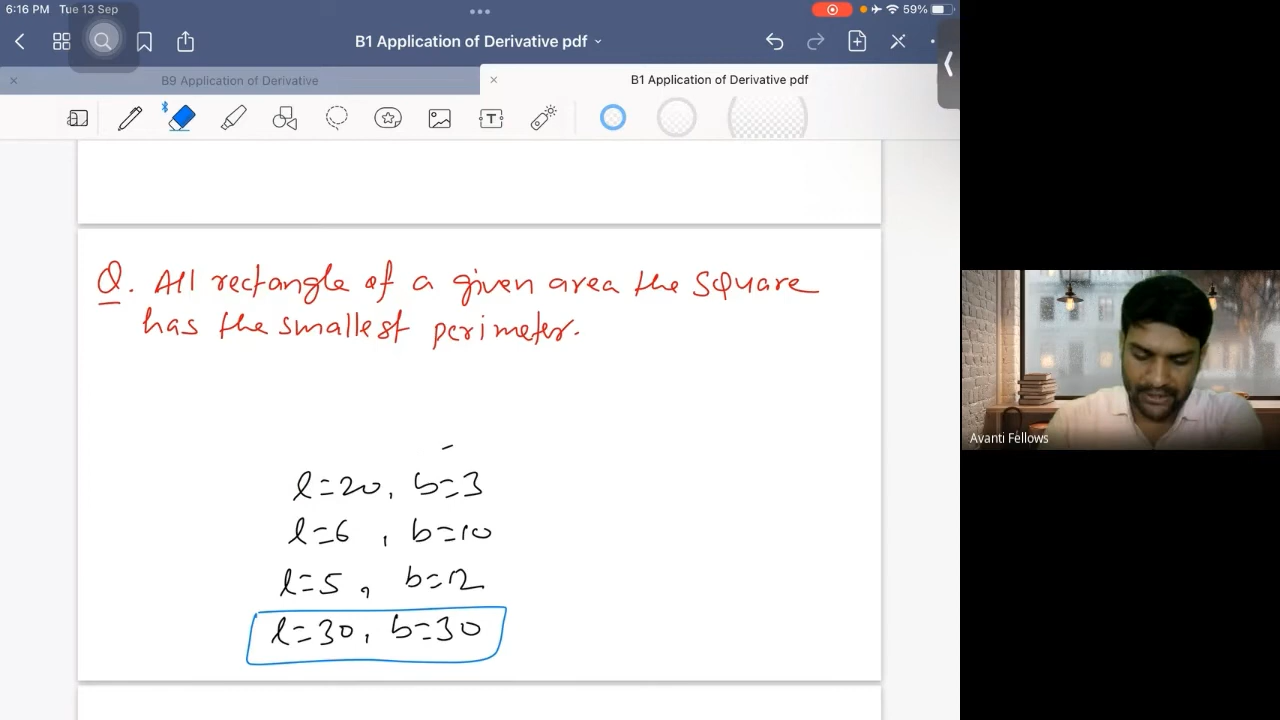 6:16 PM Tue 13 Sep
59%
B1 Application of Derivative pdf
B9 Application of Derivative
B1 Application of Derivative pdf
Q. All rectangle of a given area the square
has the smallest perimeter.
l=20, b=3
l=6, b=10
l=5, b=12
l=30, b=30
Avanti Fellows